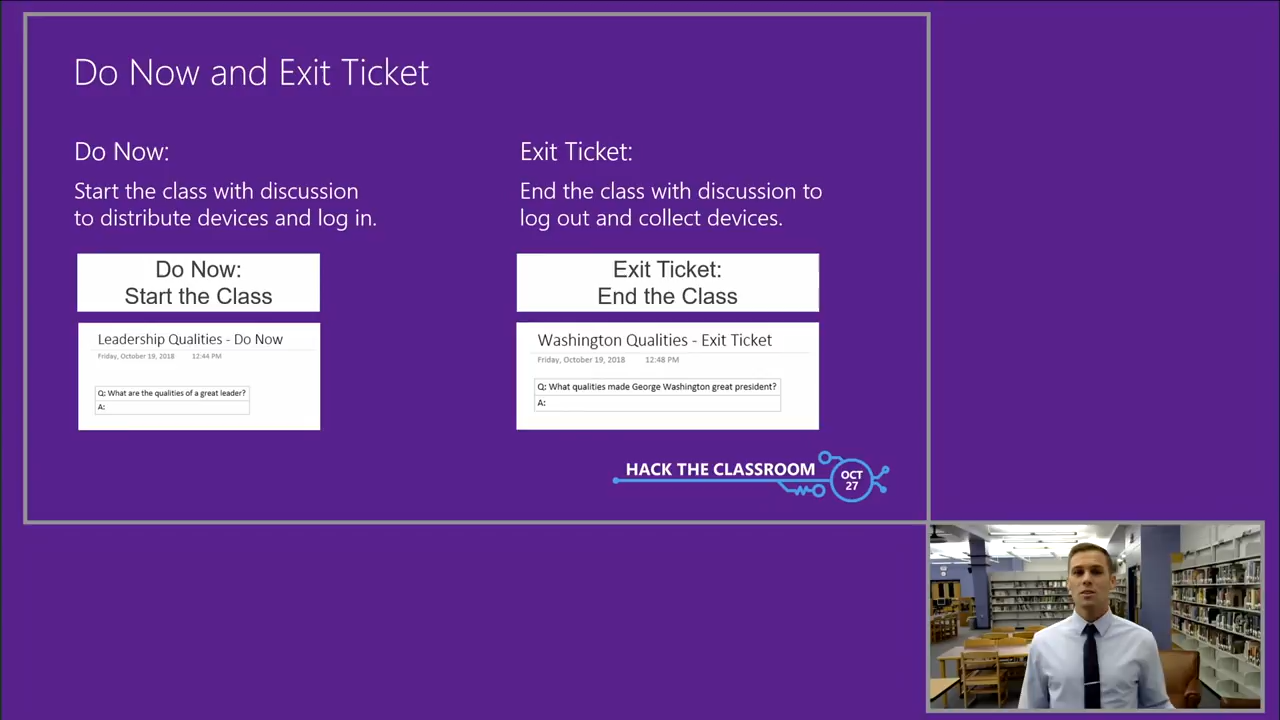 Do Now and Exit Ticket
Do Now:
Start the class with discussion
to distribute devices and log in.
Do Now:
Start the Class
Leadership Qualities - Do Now
Friday, October 19, 2018 12:44 PM
Q: What are the qualities of a great leader?
A:
Exit Ticket:
End the class with discussion to
log out and collect devices.
Exit Ticket:
End the Class
Washington Qualities - Exit Ticket
Friday, October 19, 2018 12:48 PM
Q: What qualities made George Washington great president?
A:
HACK THE CLASSROOM
OCT
27